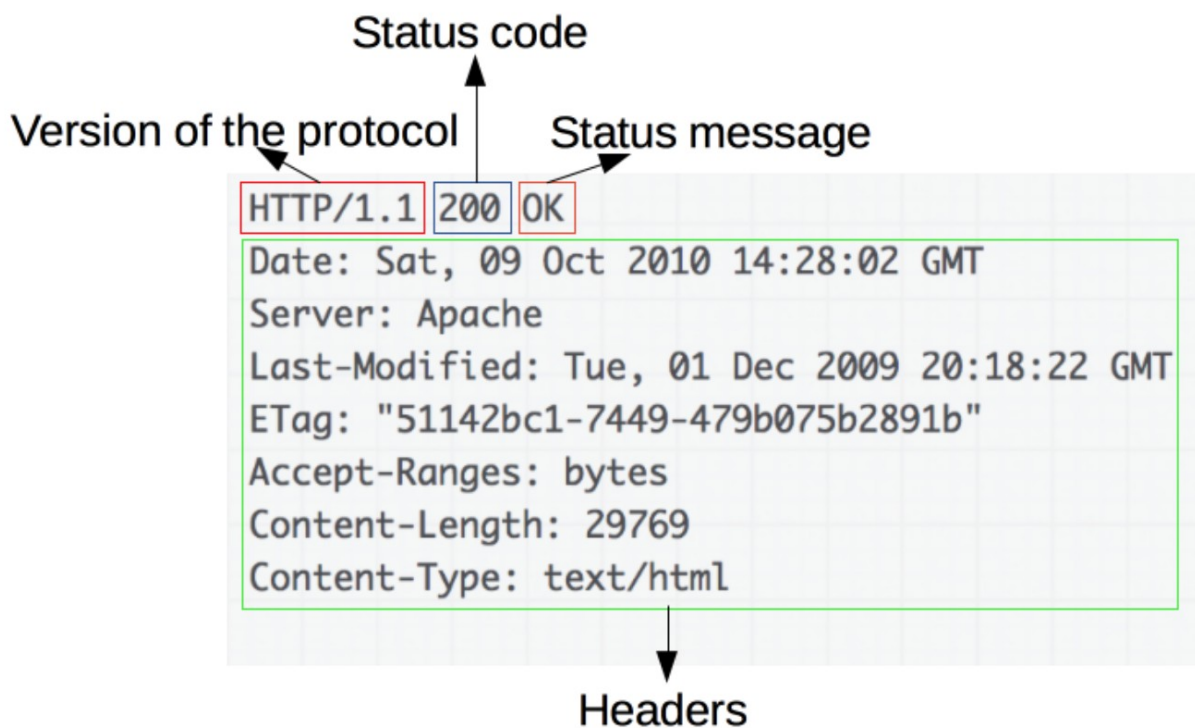 Status code
Version of the protocol
Status message
HTTP/1.1 200 OK
Date: Sat, 09 Oct 2010 14:28:02 GMT
Server: Apache
Last-Modified: Tue, 01 Dec 2009 20:18:22 GMT
ETag: "51142bc1-7449-479b075b2891b"
Accept-Ranges: bytes
Content-Length: 29769
Content-Type: text/html
Headers